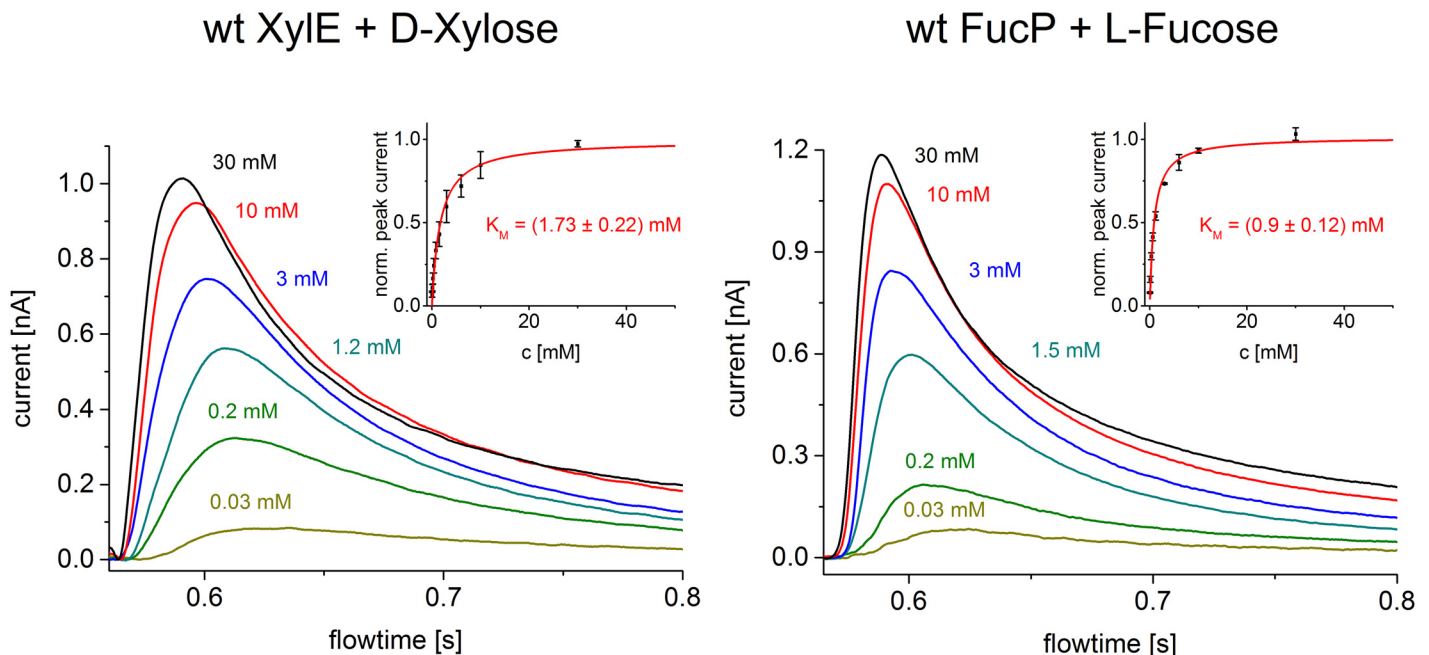 wt XylE + D-Xylose
current [nA]
1.0
0.8
0.6
0.4
0.2
0.0
0.6
0.7
0.8
flowtime [s]
30 mM
10 mM
3 mM
1.2 mM
0.2 mM
0.03 mM
norm. peak current
1.0
0.5
0.0
0
20
40
c [mM]
K_M = (1.73 ± 0.22) mM
wt FucP + L-Fucose
current [nA]
1.2
0.9
0.6
0.3
0.0
0.6
0.7
0.8
flowtime [s]
30 mM
10 mM
3 mM
1.5 mM
0.2 mM
0.03 mM
norm. peak current
1.0
0.5
0.0
0
20
40
c [mM]
K_M = (0.9 ± 0.12) mM